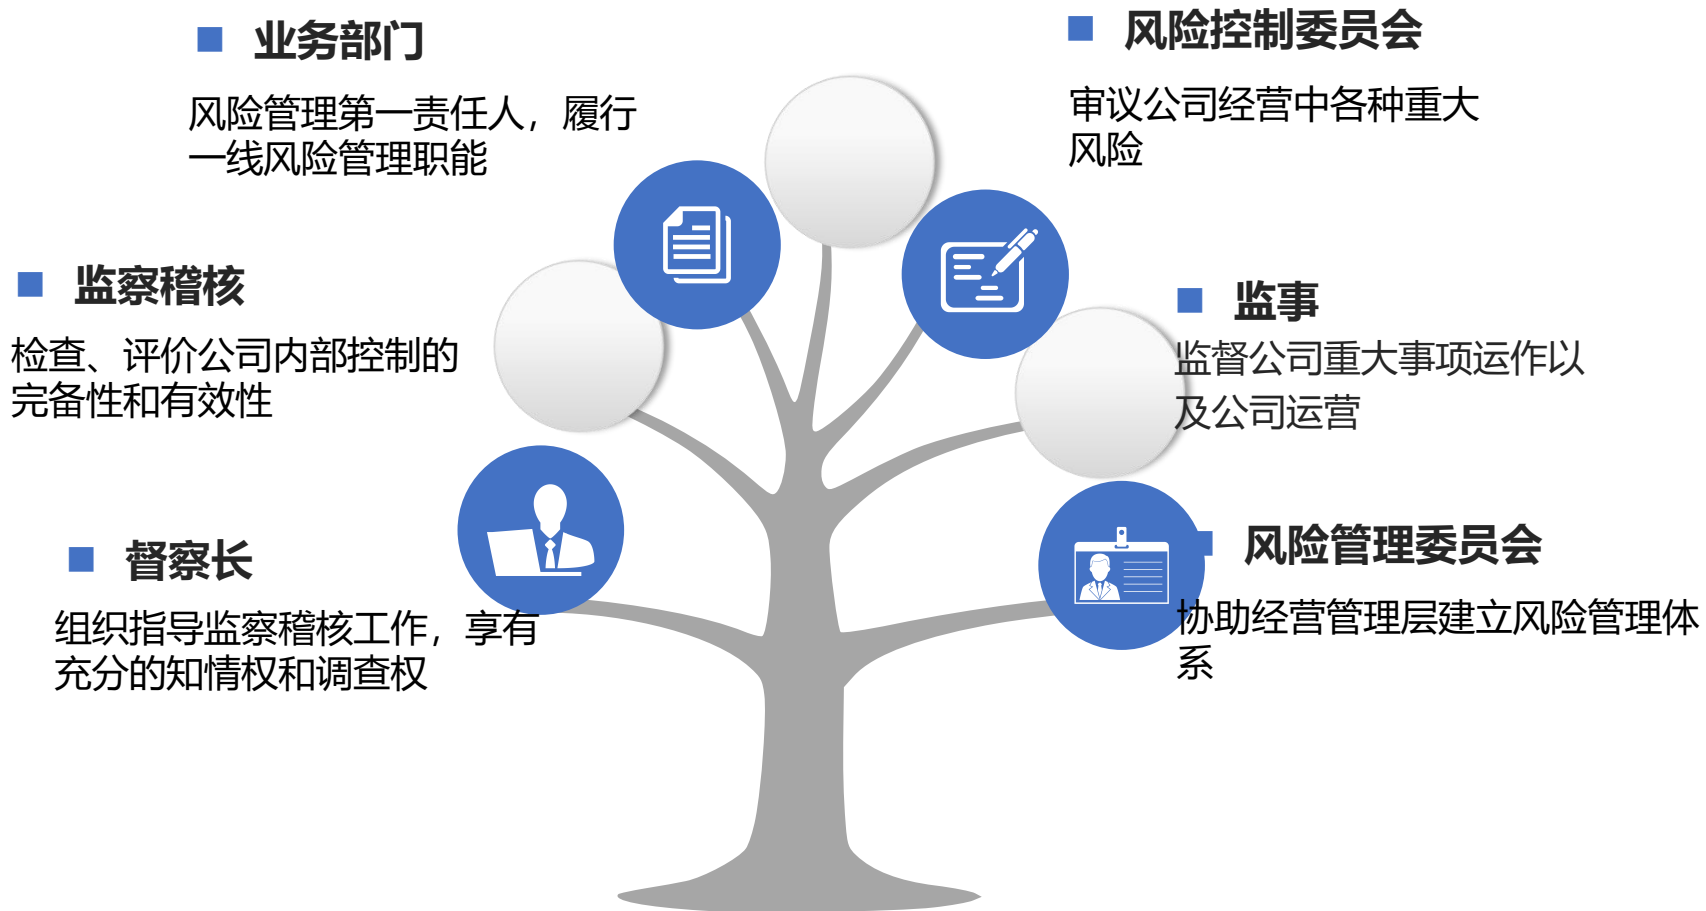 业务部门
风险管理第一责任人，履行
一线风险管理职能
监察稽核
检查、评价公司内部控制的
完备性和有效性
督察长
组织指导监察稽核工作，享有
充分的知情权和调查权
风险控制委员会
审议公司经营中各种重大
风险
监事
监督公司重大事项运作以
及公司运营
风险管理委员会
协助经营管理层建立风险管理体
系